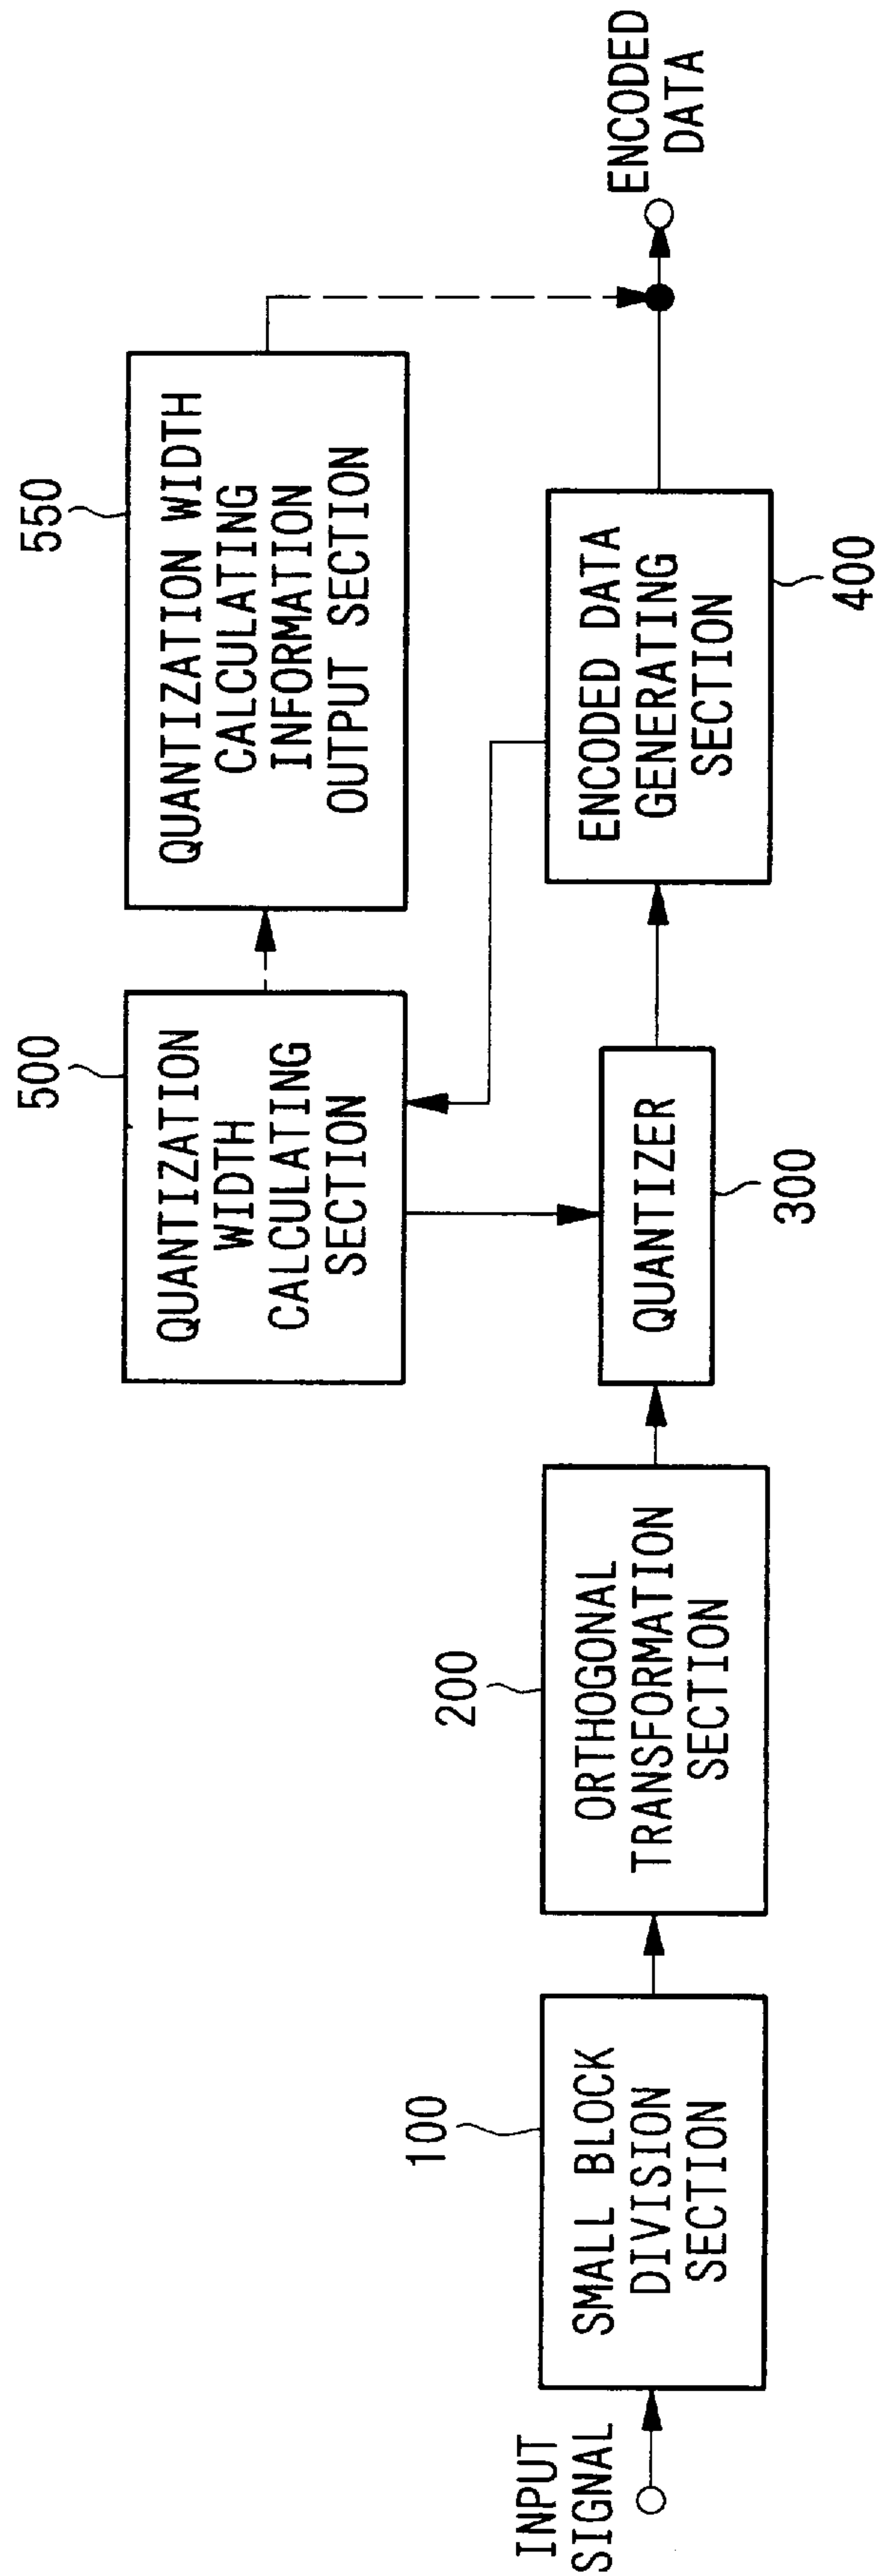 INPUT
SIGNAL
100
SMALL BLOCK
DIVISION
SECTION
200
ORTHOGONAL
TRANSFORMATION
SECTION
500
QUANTIZATION
WIDTH
CALCULATING
SECTION
QUANTIZER
300
550
QUANTIZATION WIDTH
CALCULATING
INFORMATION
OUTPUT SECTION
ENCODED DATA
GENERATING
SECTION
400
ENCODED
DATA